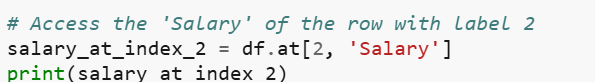 # Access the 'Salary' of the row with label 2
salary_at_index_2 = df.at[2, 'Salary']
print(salary_at_index_2)